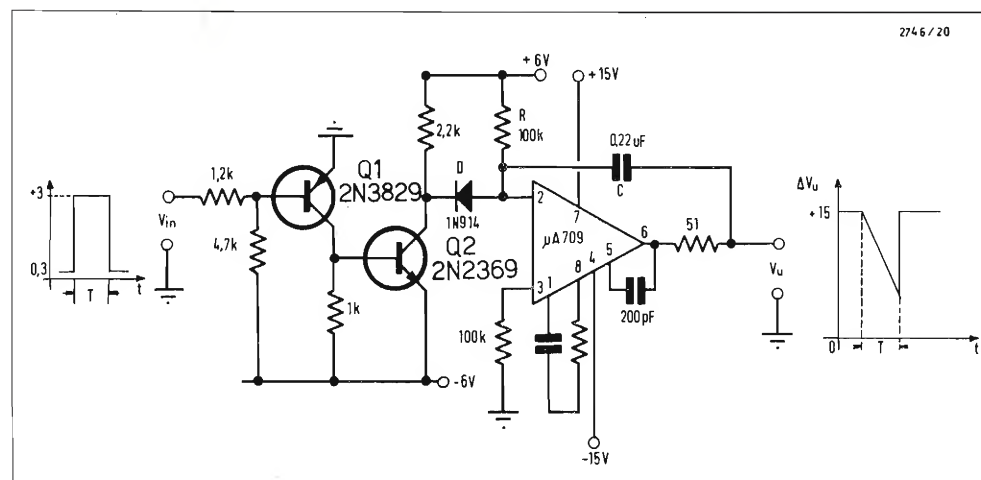 2746/20
+6V
+15V
R
100k
2,2k
0,22uF
C
D
1N914
1,2k
Q1
2N3829
+3
Vin
4,7k
0,3
T
t
Q2
2N2369
1k
2
7
µA709
6
3
1
8
4
5
51
200pF
100k
-6V
-15V
Vu
ΔVu
+15
0
T
t